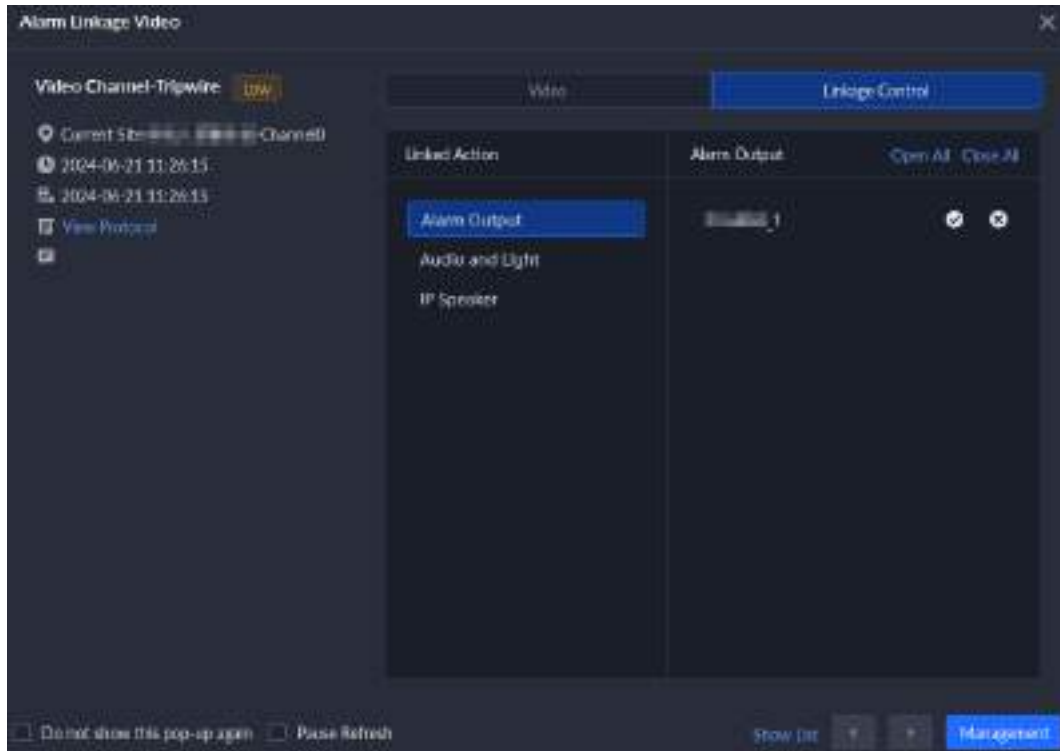 Alarm Linkage Video
Video Channel-Tripwire Low
Current Site
Channel0
2024-06-21 11:26:15
2024-06-21 11:26:15
View Protocol
Video
Linkage Control
Linked Action
Alarm Output
Audio and Light
IP Speaker
Alarm Output
Open All Close All
_1
Do not show this pop-up again
Pause Refresh
Show List
Management